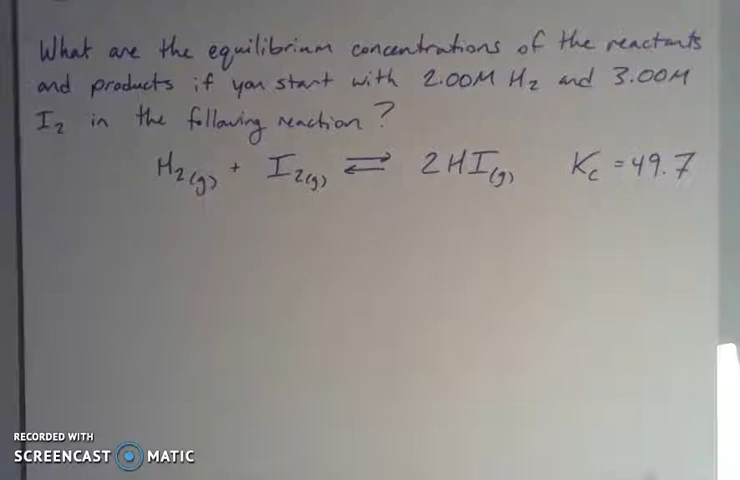 What are the equilibrium concentrations of the reactants
and products if you start with 2.00M H₂ and 3.00M
I₂ in the following reaction?
H₂(g) + I₂(g) ⇌ 2HI(g) Kc = 49.7
RECORDED WITH
SCREENCAST MATIC